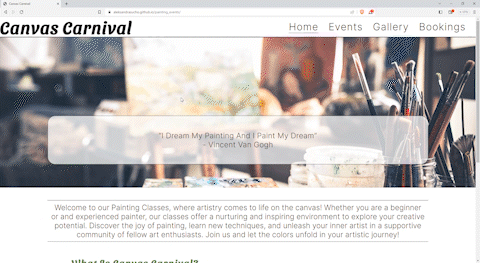 Canvas Carnival
Canvas Carnival
Home Events Gallery Bookings
"I Dream My Painting And I Paint My Dream"
- Vincent Van Gogh
Welcome to our Painting Classes, where artistry comes to life on the canvas! Whether you are a beginner
or and experienced painter, our classes offer a nurturing and inspiring environment to explore your creative
potential. Discover the joy of painting, learn new techniques, and unleash your inner artist in a supportive
community of fellow art enthusiasts. Join us and let the colors unfold in your artistic journey!
What Is Canvas Carnival?